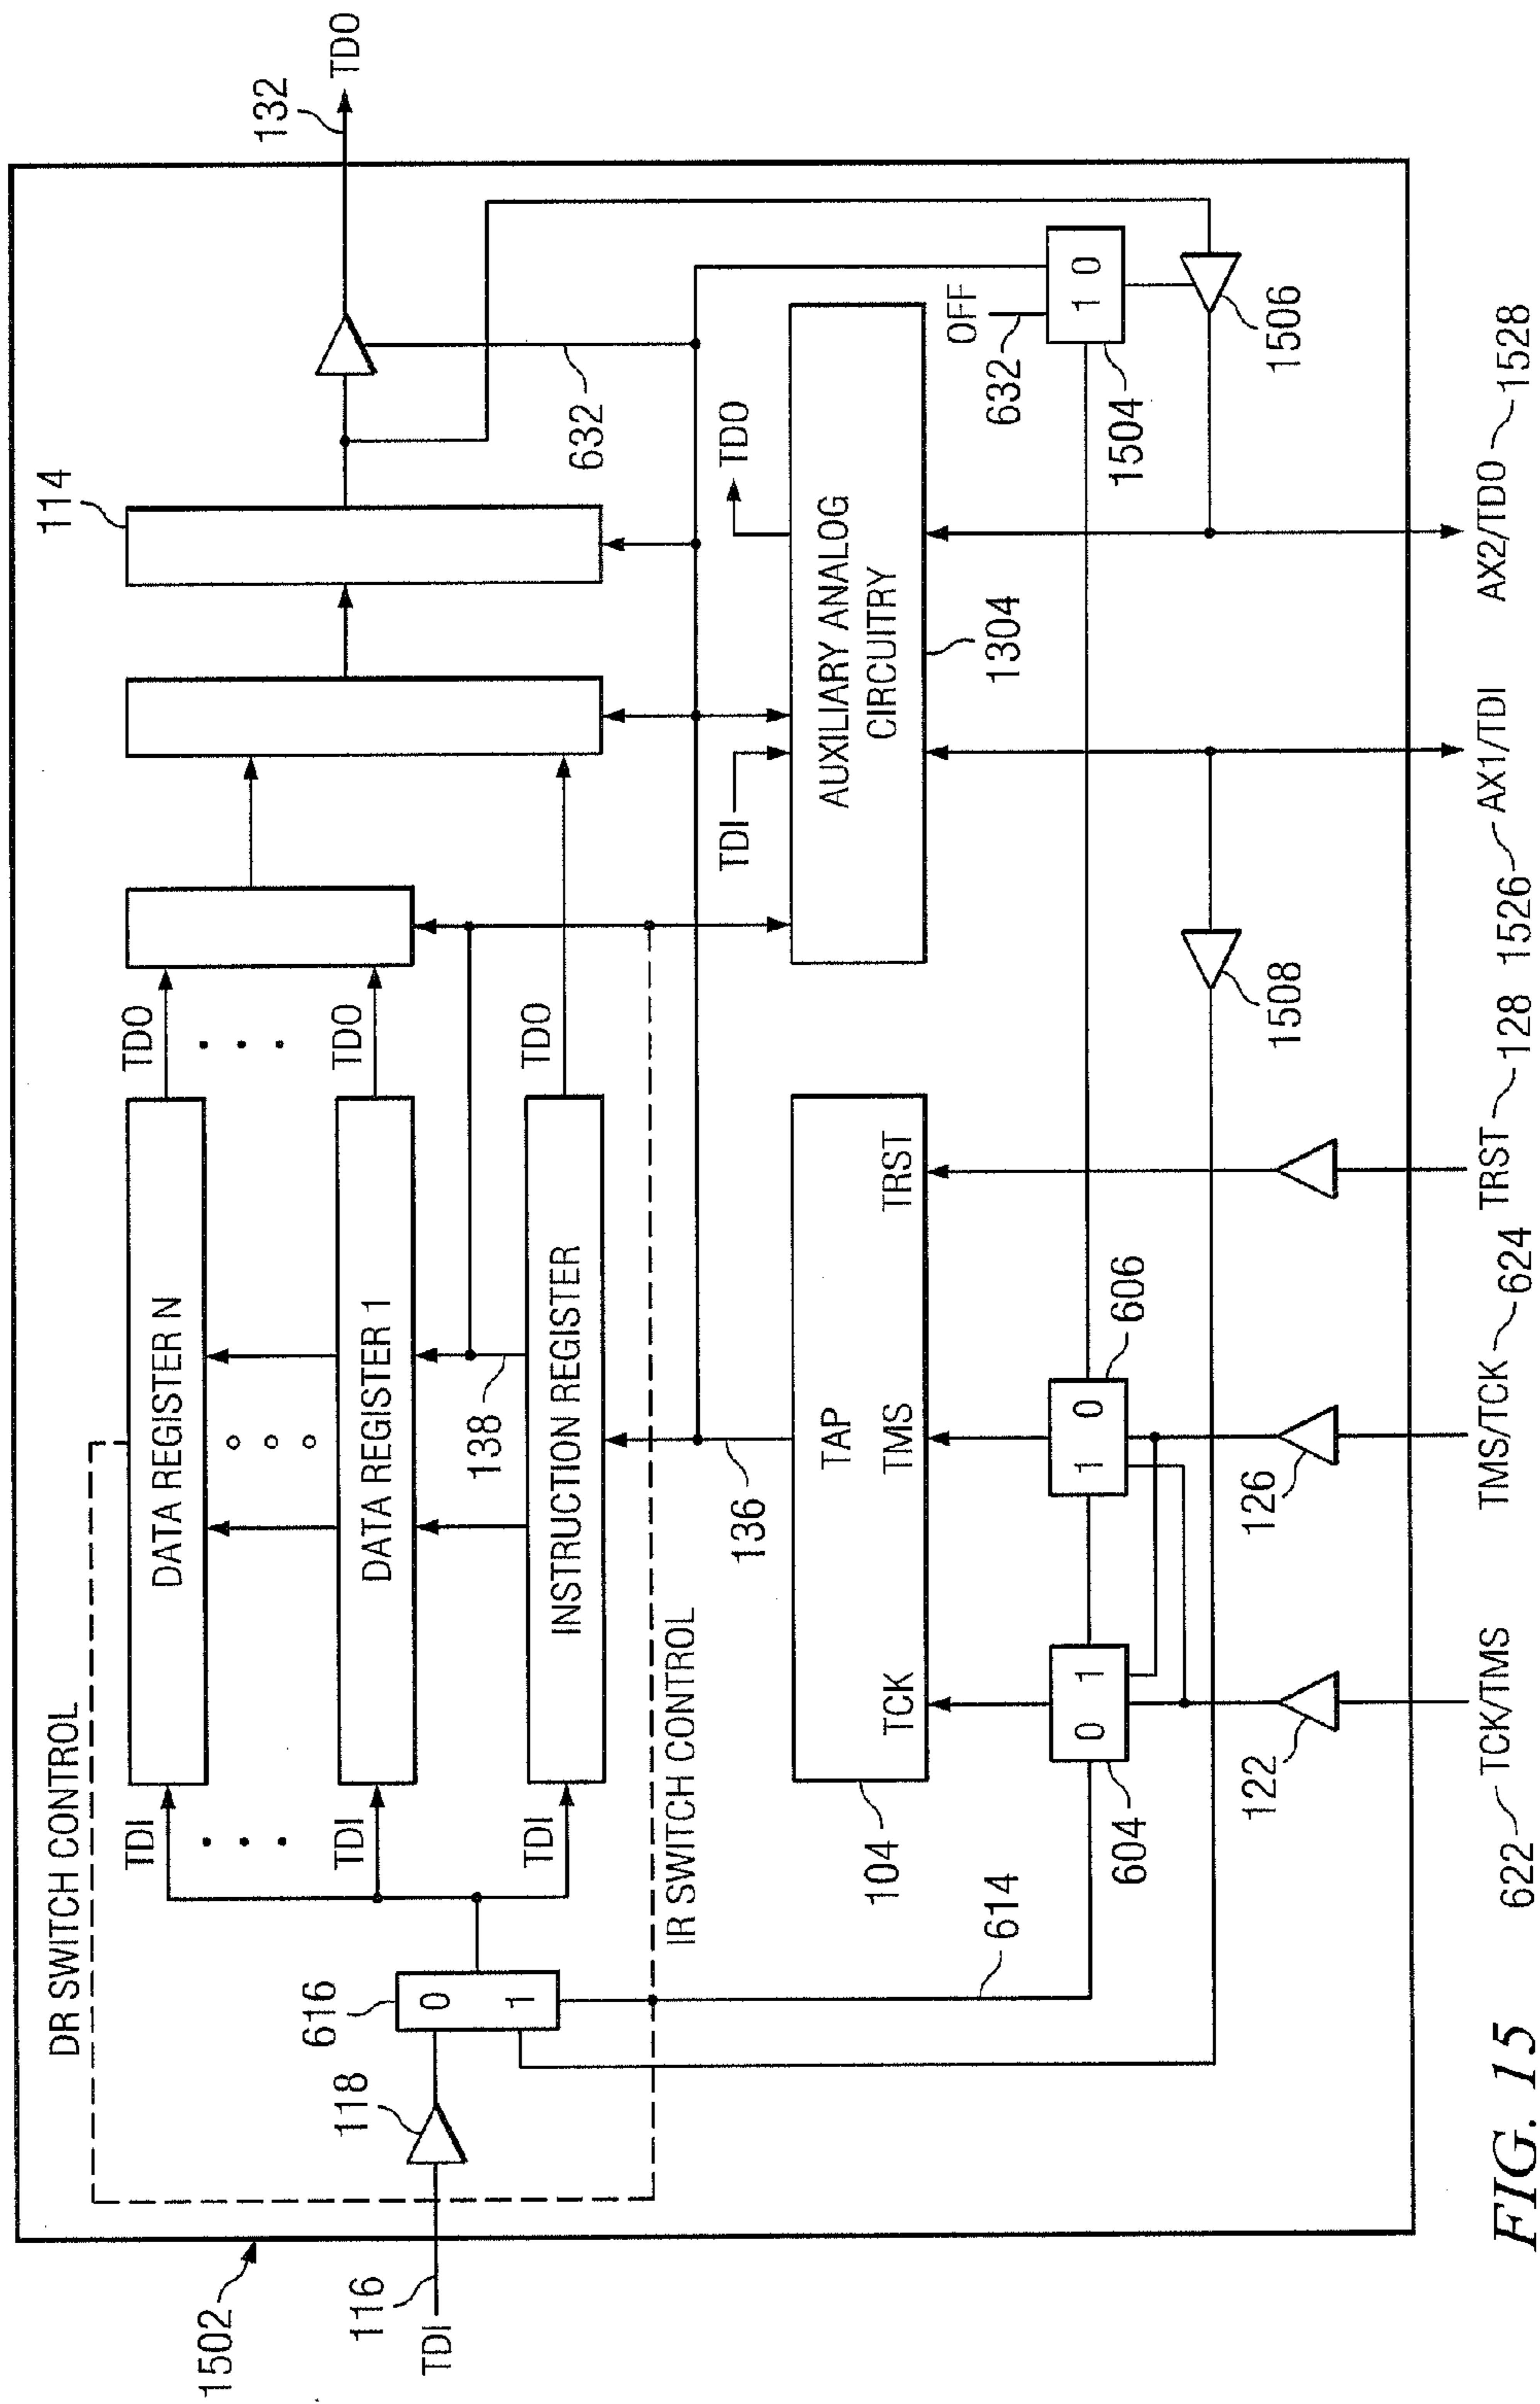 DR SWITCH CONTROL
1502
116
TDI
118
616
0
1
TDI
TDI
TDI
DATA REGISTER N
DATA REGISTER 1
INSTRUCTION REGISTER
138
TDO
TDO
TDO
114
132
TDO
632
IR SWITCH CONTROL
136
614
104
TAP
TCK
TMS
TRST
TDI
TDO
AUXILIARY ANALOG
CIRCUITRY
1304
OFF
632
1 0
1504
1506
1508
604
0 1
606
1 0
122
126
622 TCK/TMS
TMS/TCK 624
TRST 128
1526 AX1/TDI
AX2/TDO 1528
FIG. 15